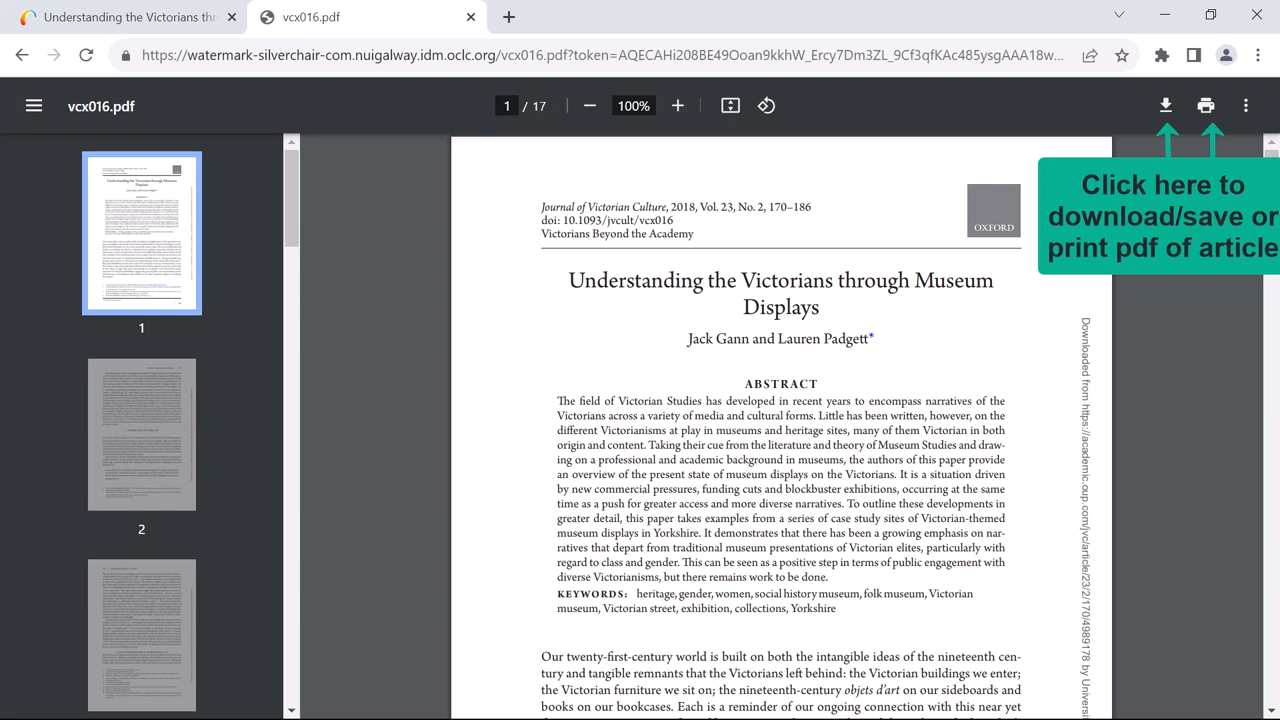 Understanding the Victorians thr
vcx016.pdf
https://watermark-silverchair-com.nuigalway.idm.oclc.org/vcx016.pdf?token=AQECAHi208BE49Ooan9kkhW_Ercy7Dm3ZL_9Cf3qfKAc485ysgAAA18w...
vcx016.pdf
1 / 17
100%
Click here to
download/save or
print pdf of article
1
2
of Victorian Culture, 2018, Vol. 23, No. 2, 170–18
10.1093/jvcult/vcx016
Victorians Beyond the Academy
OXFORD
Understanding the Victorians through Museum
Displays
Jack Gann and Lauren Padgett*
ABSTRACT
The field of Victorian Studies has developed in recent years to encompass narratives of the
Victorians across a variety of media and cultural forms. Little has been written, however, on the
Victorianisms at play in museums and heritage sites, many of them Victorian in both
content. Taking their cue from the literature and theory of Museum Studies and draw-
ing on a professional and academic background in museums, the authors of this paper provide
an overview of the present state of museum displays on the Victorians. It is a situation driven
by new commercial pressures, funding cuts and blockbuster exhibitions, occurring at the same
time as a push for greater access and more diverse narratives. To outline these developments in
greater detail, this paper takes examples from a series of case study sites of Victorian-themed
museum displays in Yorkshire. It demonstrates that there has been a growing emphasis on nar-
ratives that depart from traditional museum presentations of Victorian elites, particularly with
regard to class and gender. This can be seen as a positive step in terms of public engagement with
diverse Victorianisms, but there remains work to be done.
KEYWORDS: heritage, gender, women, social history museum, folk museum, Victorian
museum, Victorian street, exhibition, collections, Yorkshire
Our twenty-first-century world is built on both the intangible ideas of the nineteenth cen-
tury and tangible remnants that the Victorians left behind: the Victorian buildings we enter;
the antique furniture we sit on; nineteenth-century objets d'art on our sideboards and
books on our bookcases. Each is a reminder of our ongoing connection with this near yet
Downloaded from https://academic.oup.com/jvc/article/23/2/170/4989178 by Universi